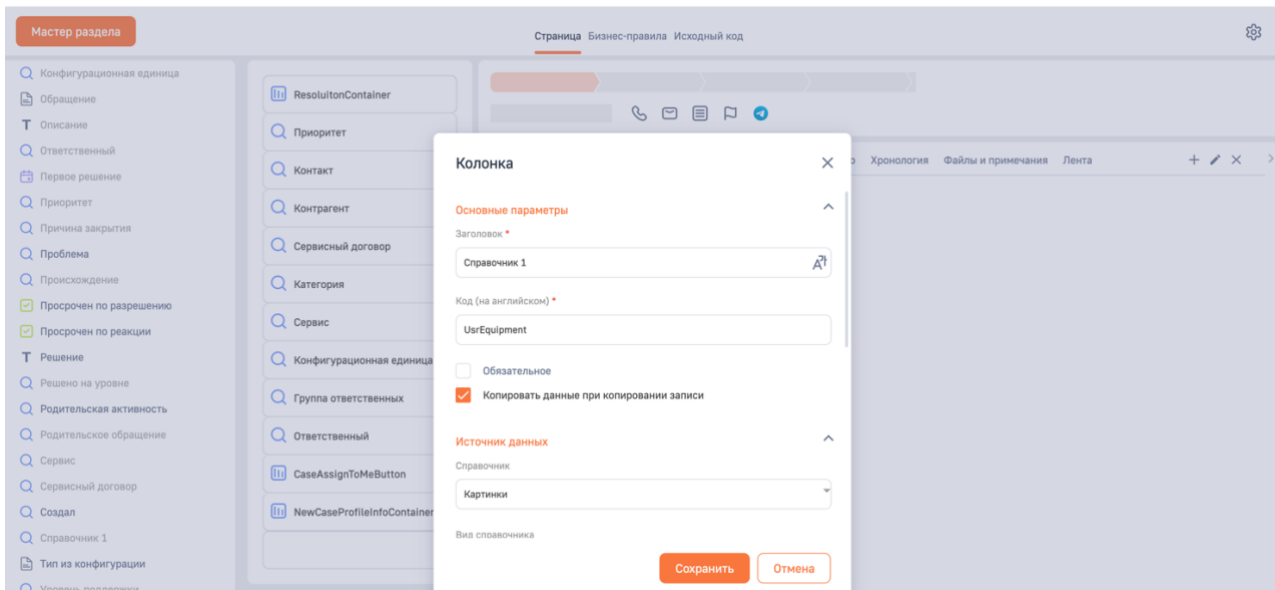 Мастер раздела
Страница Бизнес-правила Исходный код
Конфигурационная единица
Обращение
Описание
Ответственный
Первое решение
Приоритет
Причина закрытия
Проблема
Происхождение
Просрочен по разрешению
Просрочен по реакции
Решение
Решено на уровне
Родительская активность
Родительское обращение
Сервис
Сервисный договор
Создал
Справочник 1
Тип из конфигурации
Уровень поддержки
ResoluitonContainer
Приоритет
Контакт
Контрагент
Сервисный договор
Категория
Сервис
Конфигурационная единица
Группа ответственных
Ответственный
CaseAssignToMeButton
NewCaseProfileInfoContainer
Хронология Файлы и примечания Лента
Колонка
Основные параметры
Заголовок *
Справочник 1
Код (на английском) *
UsrEquipment
Обязательное
Копировать данные при копировании записи
Источник данных
Справочник
Картинки
Вид справочника
Сохранить Отмена